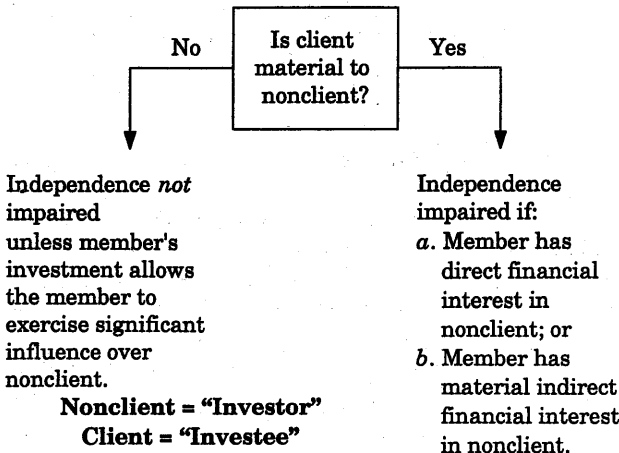 No
Is client
material to
nonclient?
Yes
Independence not
impaired
unless member's
investment allows
the member to
exercise significant
influence over
nonclient.
Independence
impaired if:
a. Member has
direct financial
interest in
nonclient; or
b. Member has
material indirect
financial interest
in nonclient.
Nonclient = “Investor”
Client = “Investee”